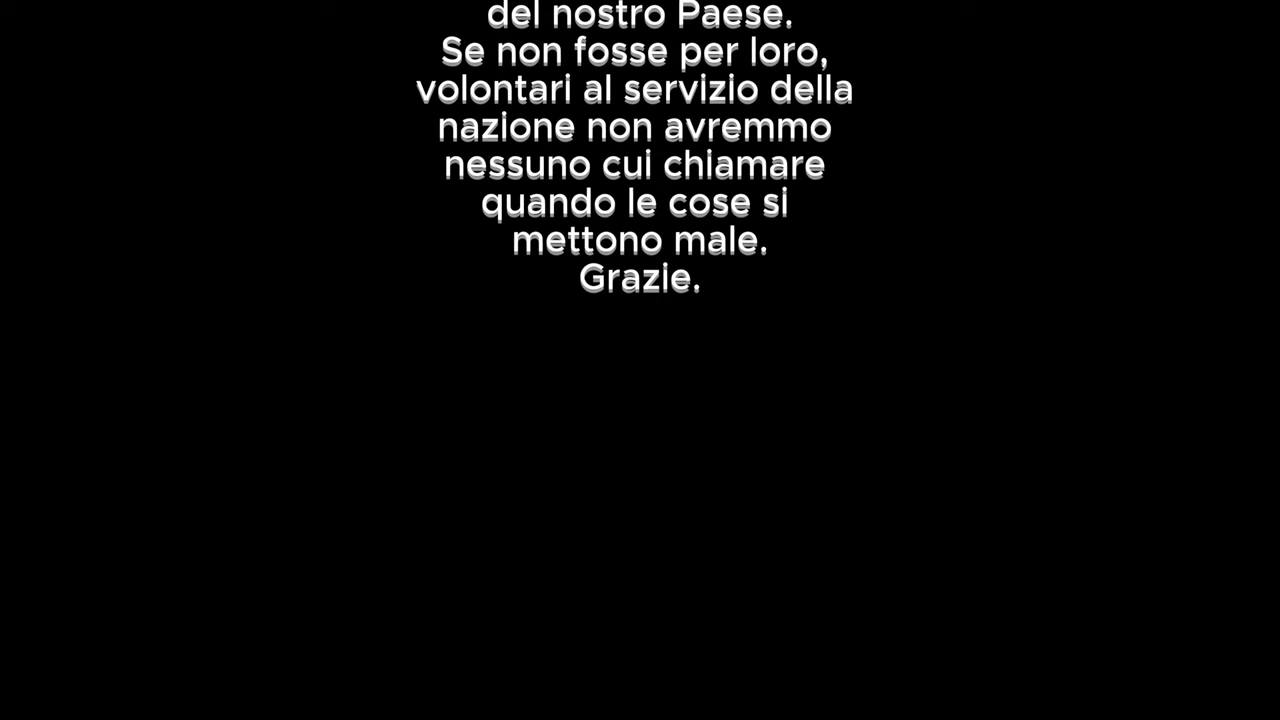 del nostro Paese.
Se non fosse per loro,
volontari al servizio della
nazione non avremmo
nessuno cui chiamare
quando le cose si
mettono male.
Grazie.